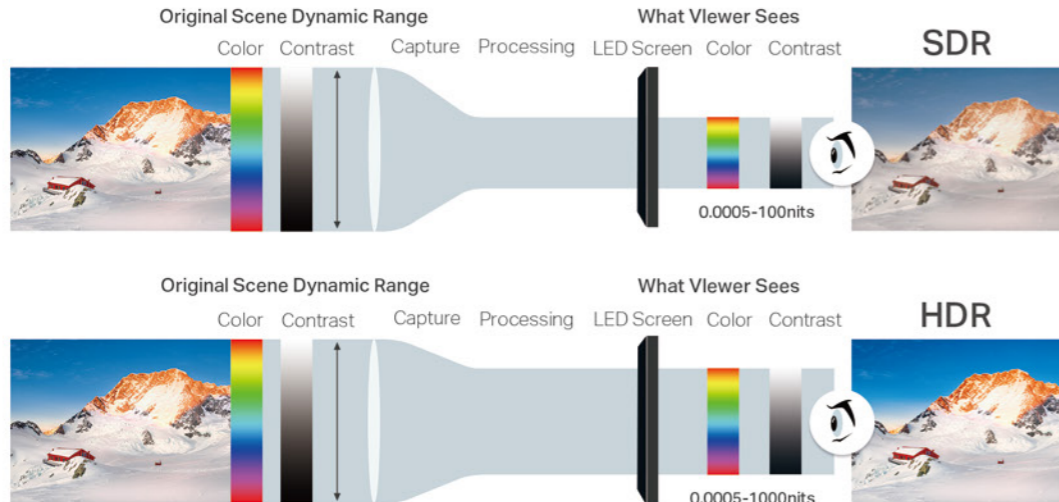 Original Scene Dynamic Range What VIewer Sees SDR
Color Contrast Capture Processing LED Screen Color Contrast
0.0005-100nits
Original Scene Dynamic Range What VIewer Sees HDR
Color Contrast Capture Processing LED Screen Color Contrast
0.0005-1000nits